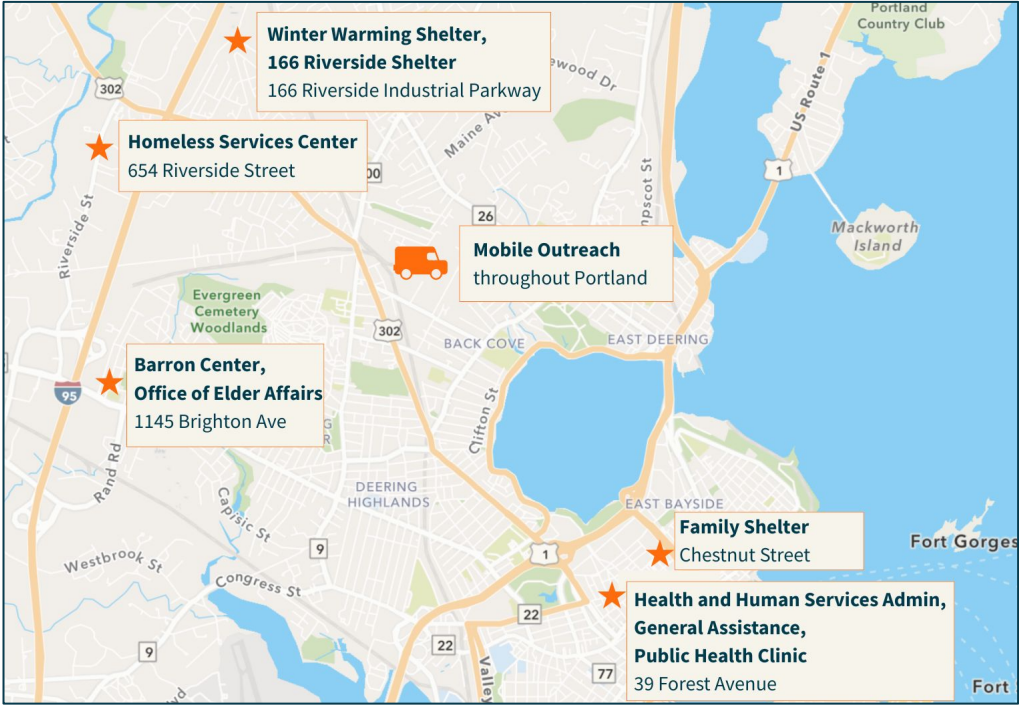 Portland
Country Club
Winter Warming Shelter,
166 Riverside Shelter
166 Riverside Industrial Parkway
ewood Dr
US Route 1
302
Maine Av
Homeless Services Center
654 Riverside Street
00
1
26
Mackworth
Island
Riverside St
Mobile Outreach
throughout Portland
Evergreen
Cemetery
Woodlands
302
BACK COVE
EAST DEERING
Barron Center,
Office of Elder Affairs
1145 Brighton Ave
95
Clifton St
Rand Rd
DEERING
HIGHLANDS
Capisic St
EAST BAYSIDE
Family Shelter
Chestnut Street
Fort Gorges
Westbrook St
9
1
Congress St
Health and Human Services Admin,
General Assistance,
Public Health Clinic
39 Forest Avenue
22
22
9
77
Valley
Fort